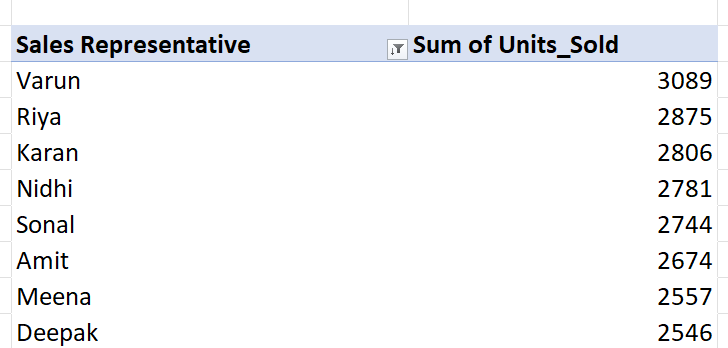 Sales Representative Sum of Units_Sold
Varun 3089
Riya 2875
Karan 2806
Nidhi 2781
Sonal 2744
Amit 2674
Meena 2557
Deepak 2546